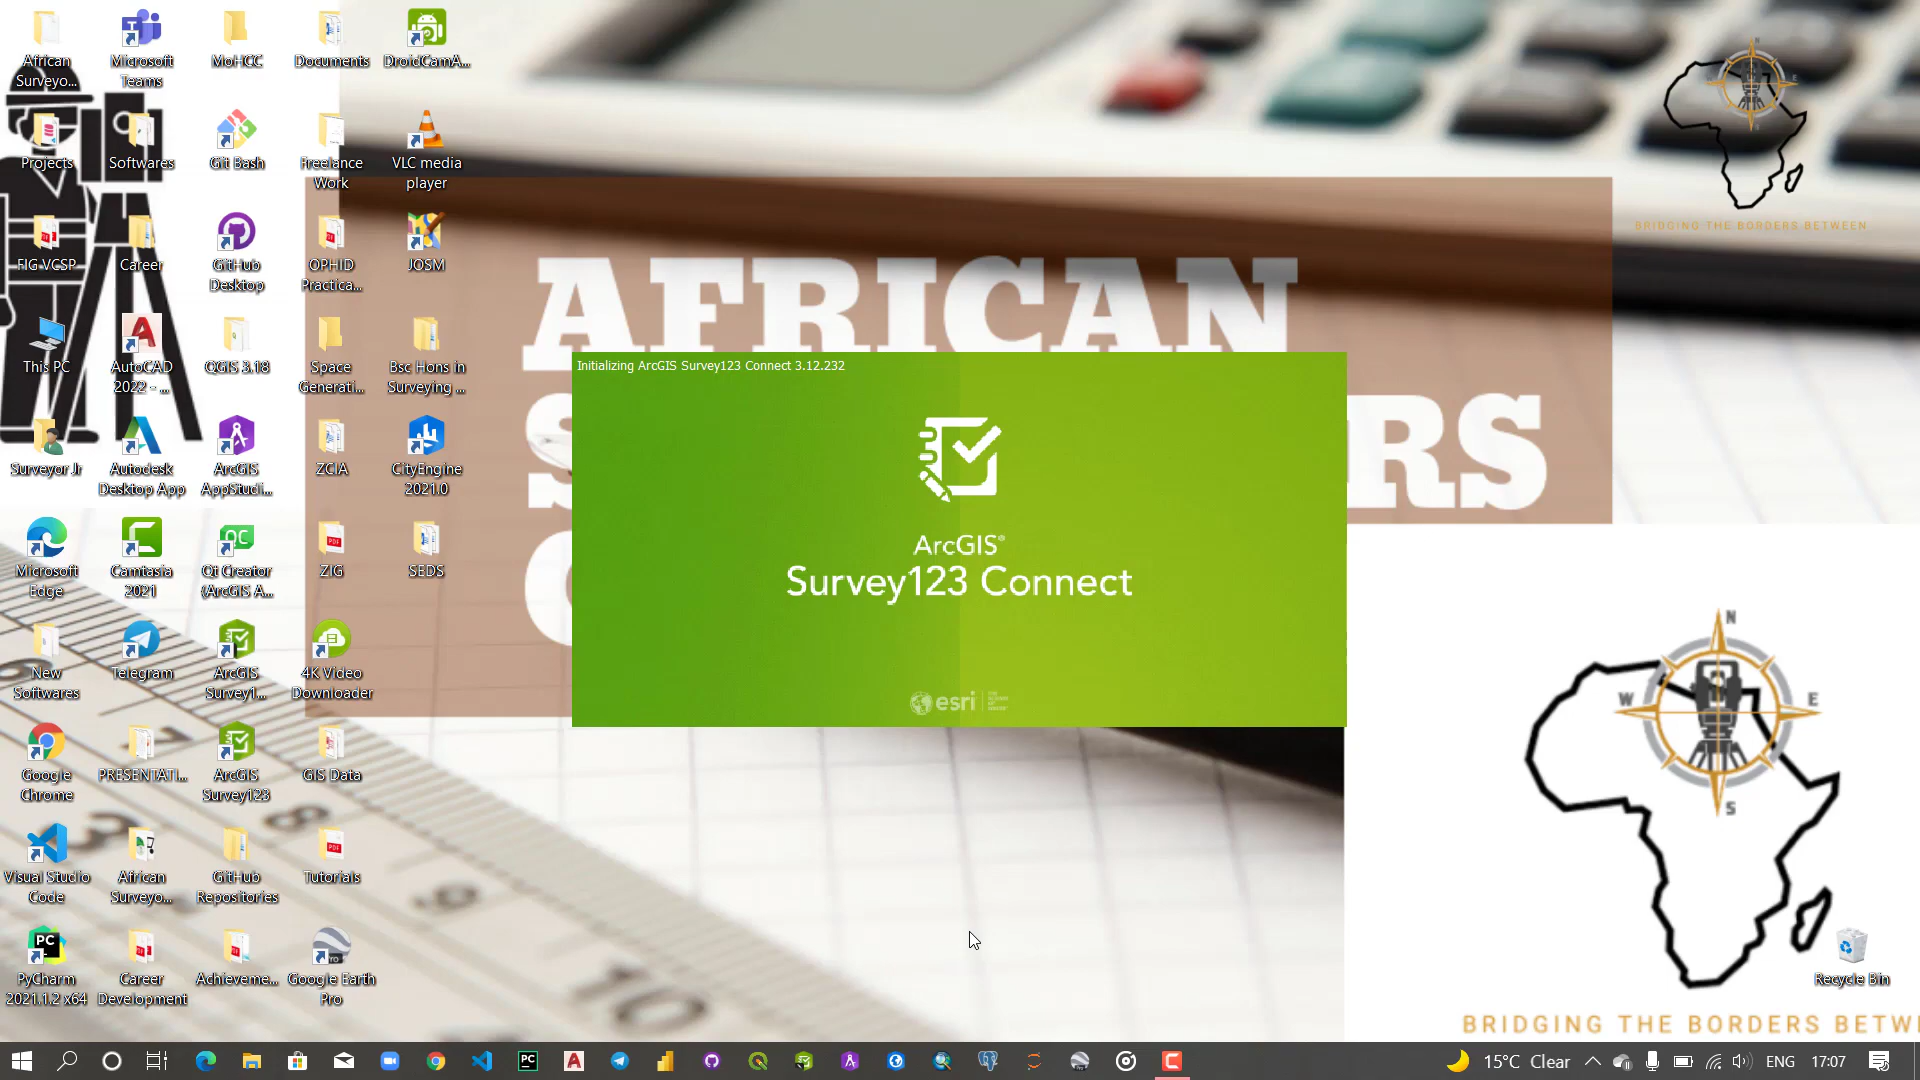 African
Surveyo...
Microsoft
Teams
MoHCC
Documents
DroidCamA...
Projects
Softwares
Git Bash
Freelance
Work
VLC media
player
FIG VCSP
Career
GitHub
Desktop
OPHID
Practica...
JOSM
This PC
AutoCAD
2022 - ...
QGIS 3.18
Space
Generati...
Bsc Hons in
Surveying ...
Surveyor Jr
Autodesk
Desktop App
ArcGIS
AppStudi...
ZCIA
CityEngine
2021.0
Microsoft
Edge
Camtasia
2021
Qt Creator
(ArcGIS A...
ZIG
SEDS
New
Softwares
Telegram
ArcGIS
Survey1...
4K Video
Downloader
Google
Chrome
PRESENTATI...
ArcGIS
Survey123
GIS Data
Visual Studio
Code
African
Surveyo...
GitHub
Repositories
Tutorials
PyCharm
2021.1.2 x64
Career
Development
Achieveme...
Google Earth
Pro
AFRICAN
RS
Initializing ArcGIS Survey123 Connect 3.12.232
ArcGIS®
Survey123 Connect
esri
N
W E
S
BRIDGING THE BORDERS BETWEEN
N
W E
S
BRIDGING THE BORDERS BETW
Recycle Bin
8
9
10
15°C Clear
ENG
17:07